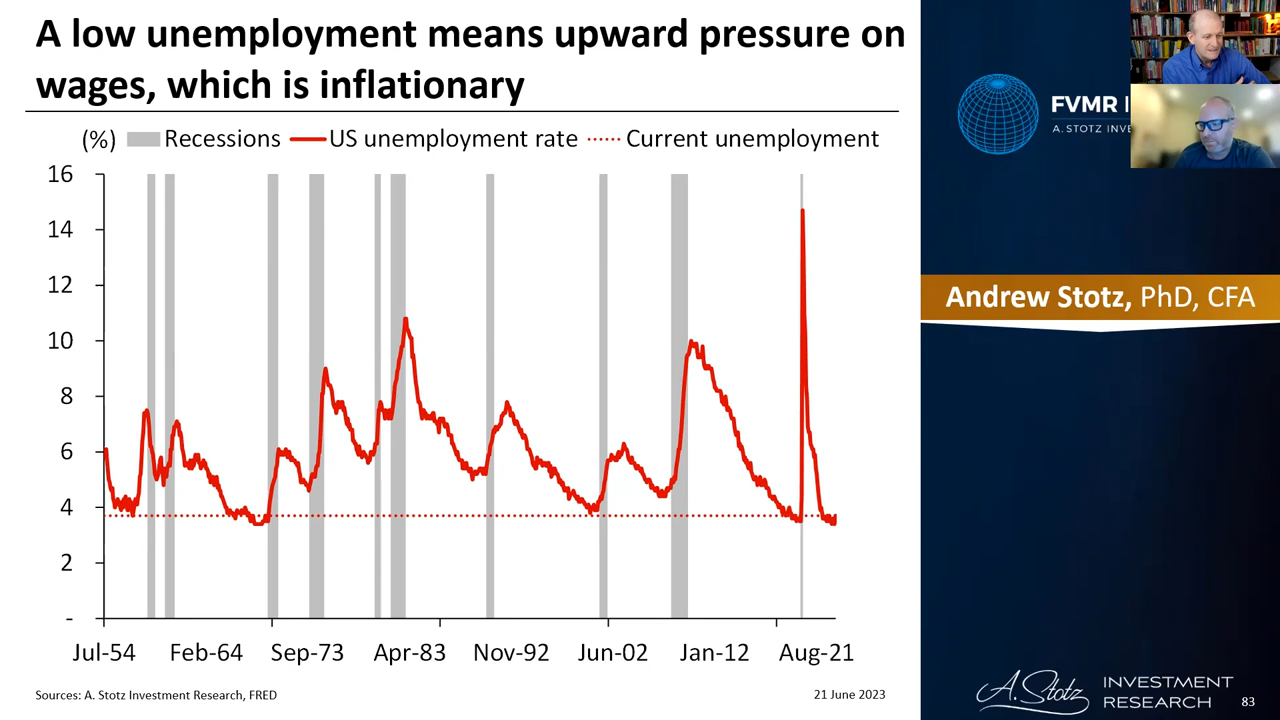 A low unemployment means upward pressure on
wages, which is inflationary
(%) Recessions US unemployment rate Current unemployment
16
14
12
10
8
6
4
2
-
Jul-54 Feb-64 Sep-73 Apr-83 Nov-92 Jun-02 Jan-12 Aug-21
Sources: A. Stotz Investment Research, FRED
21 June 2023
FVMR
A. STOTZ
Andrew Stotz, PhD, CFA
A. Stotz INVESTMENT
RESEARCH
83